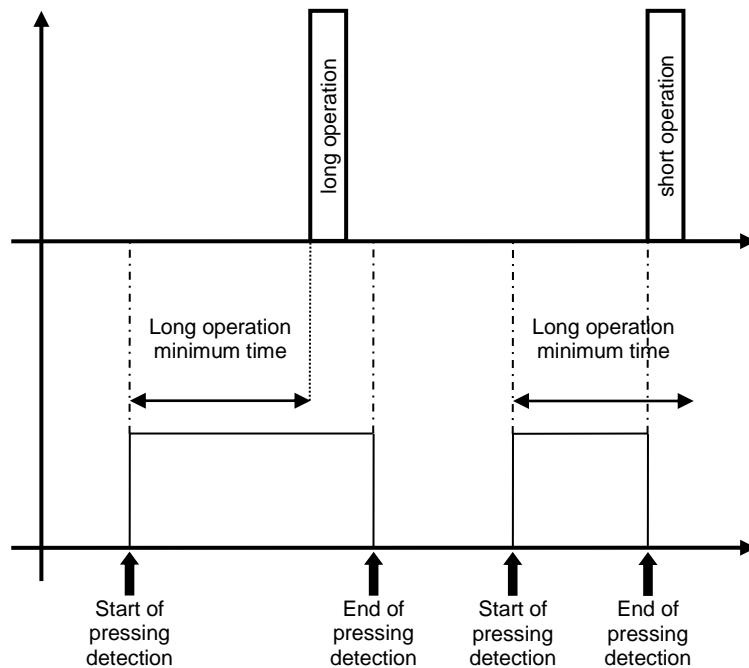 long operation
short operation
Long operation
minimum time
Long operation
minimum time
Start of
pressing
detection
End of
pressing
detection
Start of
pressing
detection
End of
pressing
detection